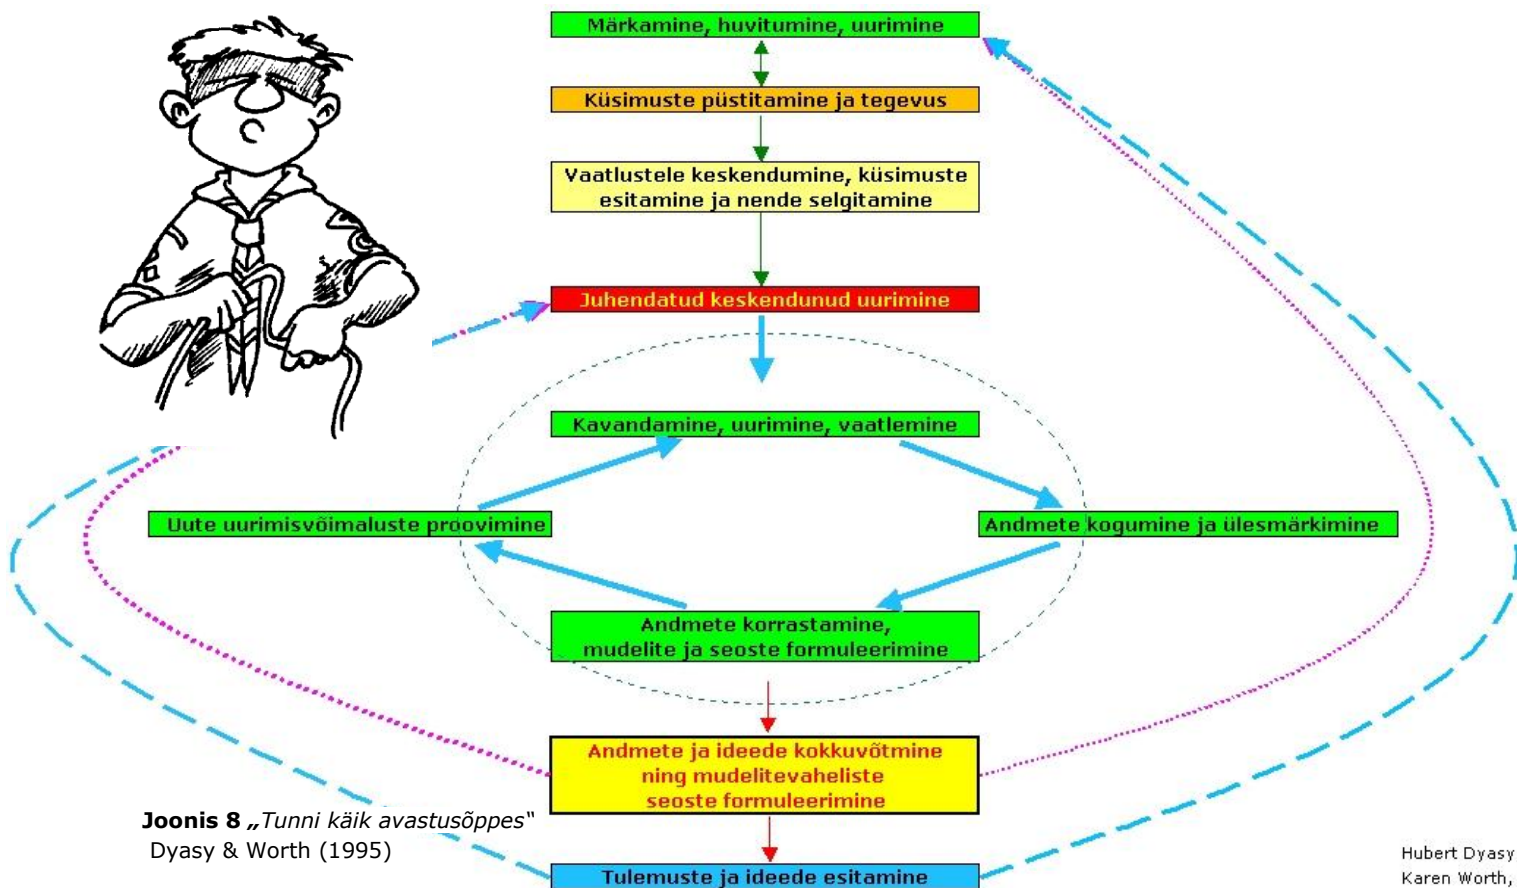 Märkamine, huvitumine, uurimine
Küsimuste püstitamine ja tegevus
Vaatlustele keskendumine, küsimuste
esitamine ja nende selgitamine
Juhendatud keskendunud uurimine
Kavandamine, uurimine, vaatlemine
Uute uurimisvõimaluste proovimine
Andmete kogumine ja ülesmärkimine
Andmete korrastamine,
mudelite ja seoste formuleerimine
Andmete ja ideede kokkuvõtmine
ning mudelitevaheliste
seoste formuleerimine
Joonis 8 „Tunni käik avastusõppes“
Dyasy & Worth (1995)
Tulemuste ja ideede esitamine
Hubert Dyasy
Karen Worth,